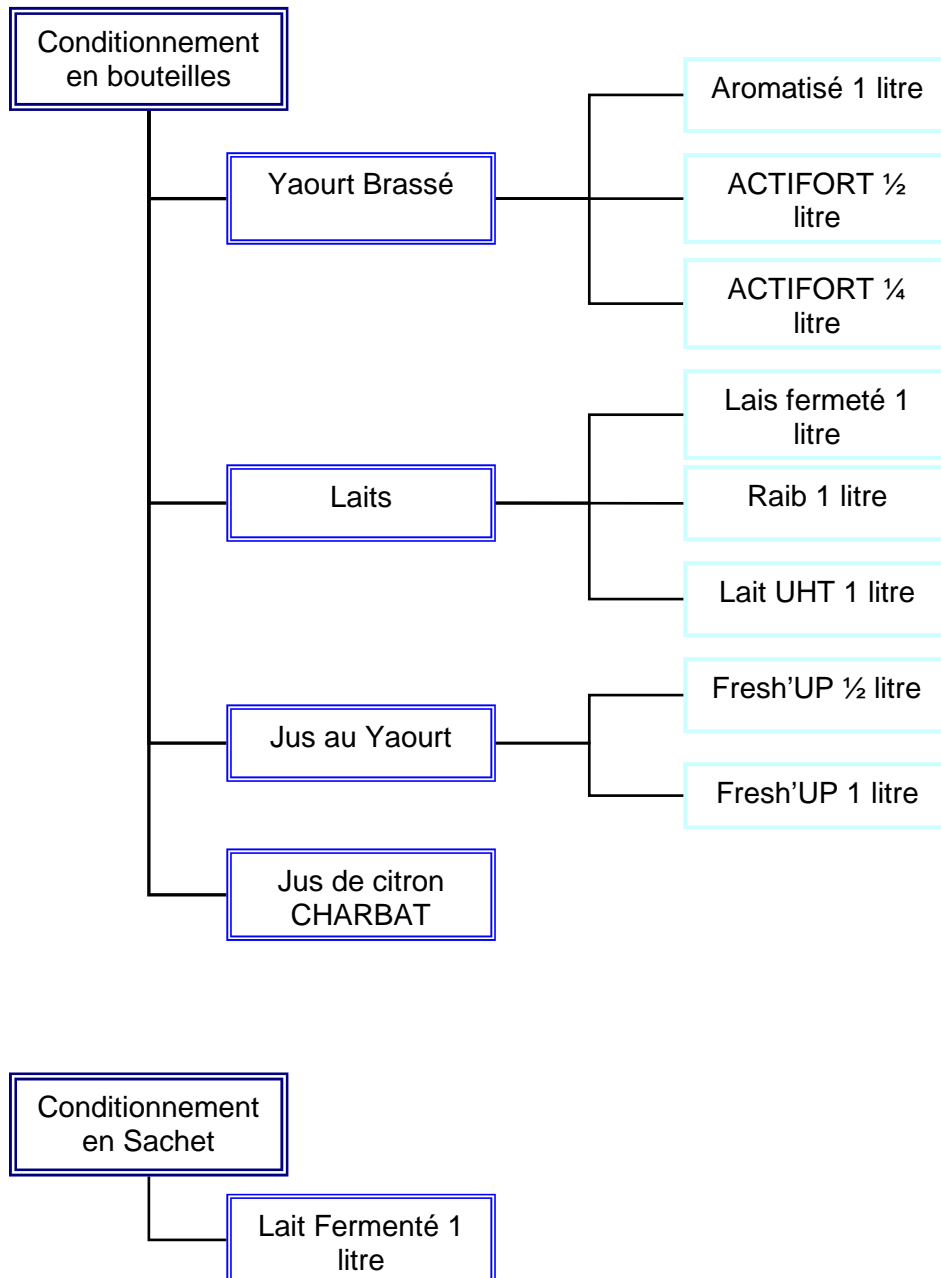 Conditionnement
en bouteilles
Aromatisé 1 litre
Yaourt Brassé
ACTIFORT ½
litre
ACTIFORT ¼
litre
Lais fermeté 1
litre
Laits
Raib 1 litre
Lait UHT 1 litre
Fresh’UP ½ litre
Jus au Yaourt
Fresh’UP 1 litre
Jus de citron
CHARBAT
Conditionnement
en Sachet
Lait Fermenté 1
litre